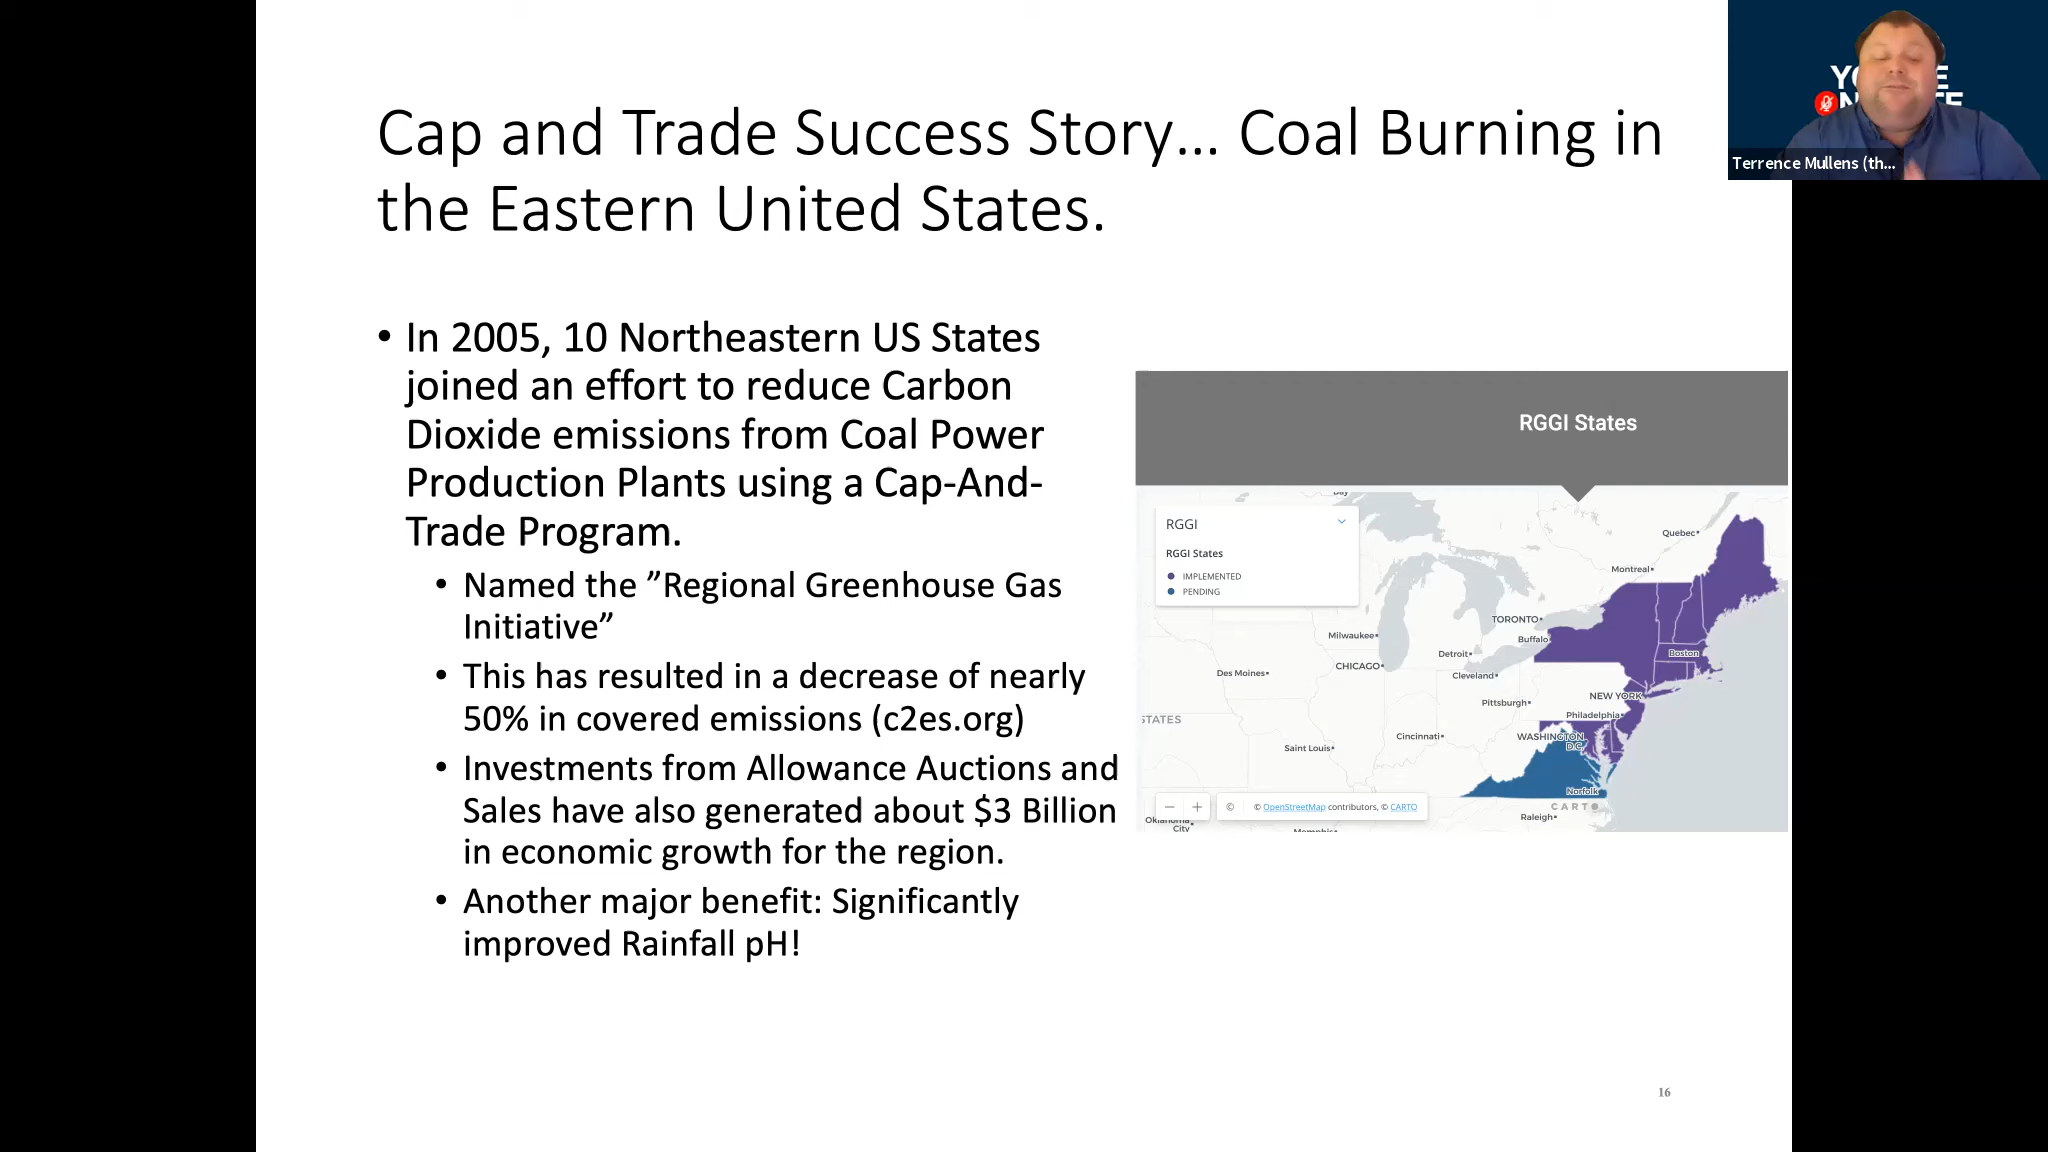 Cap and Trade Success Story... Coal Burning in
the Eastern United States.
• In 2005, 10 Northeastern US States
joined an effort to reduce Carbon
Dioxide emissions from Coal Power
Production Plants using a Cap-And-
Trade Program.
• Named the ”Regional Greenhouse Gas
Initiative”
• This has resulted in a decrease of nearly
50% in covered emissions (c2es.org)
• Investments from Allowance Auctions and
Sales have also generated about $3 Billion
in economic growth for the region.
• Another major benefit: Significantly
improved Rainfall pH!
RGGI States
RGGI
RGGI States
IMPLEMENTED
PENDING
Quebec
Montreal
TORONTO
Buffalo
Milwaukee
Boston
Detroit
CHICAGO
Des Moines
Cleveland
NEW YORK
Pittsburgh
Philadelphia
STATES
Cincinnati
WASHINGTON
D.C.
Saint Louis
Norfolk
− +
© © OpenStreetMap contributors, © CARTO
CARTO
Raleigh
Oklahoma
City
Memphis
16
Terrence Mullens (th...